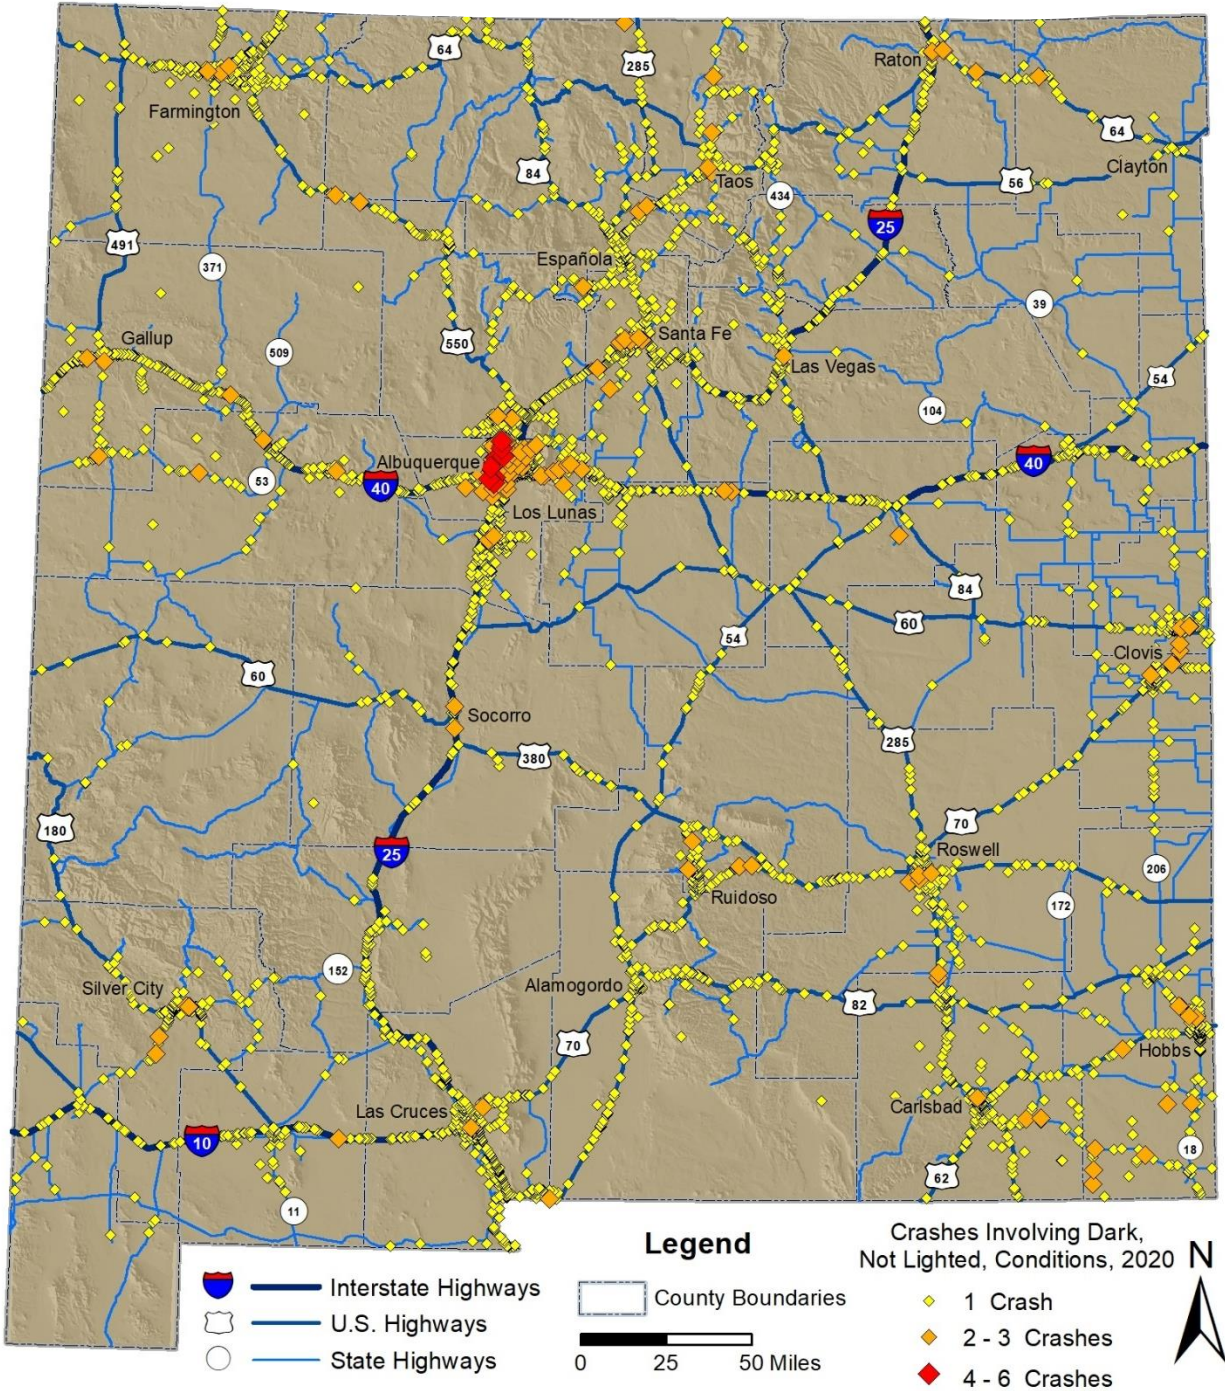 64
285
Raton
Farmington
64
Clayton
84
Taos
56
434
491
25
371
Española
39
Gallup
550
Santa Fe
509
Las Vegas
54
104
Albuquerque
40
53
40
Los Lunas
84
60
54
Clovis
60
Socorro
285
380
180
70
25
Roswell
206
Ruidoso
172
152
Silver City
Alamogordo
82
70
Hobbs
Las Cruces
Carlsbad
10
18
62
11
Legend
Interstate Highways
U.S. Highways
State Highways
County Boundaries
0 25 50 Miles
Crashes Involving Dark,
Not Lighted, Conditions, 2020
1 Crash
2 - 3 Crashes
4 - 6 Crashes
N